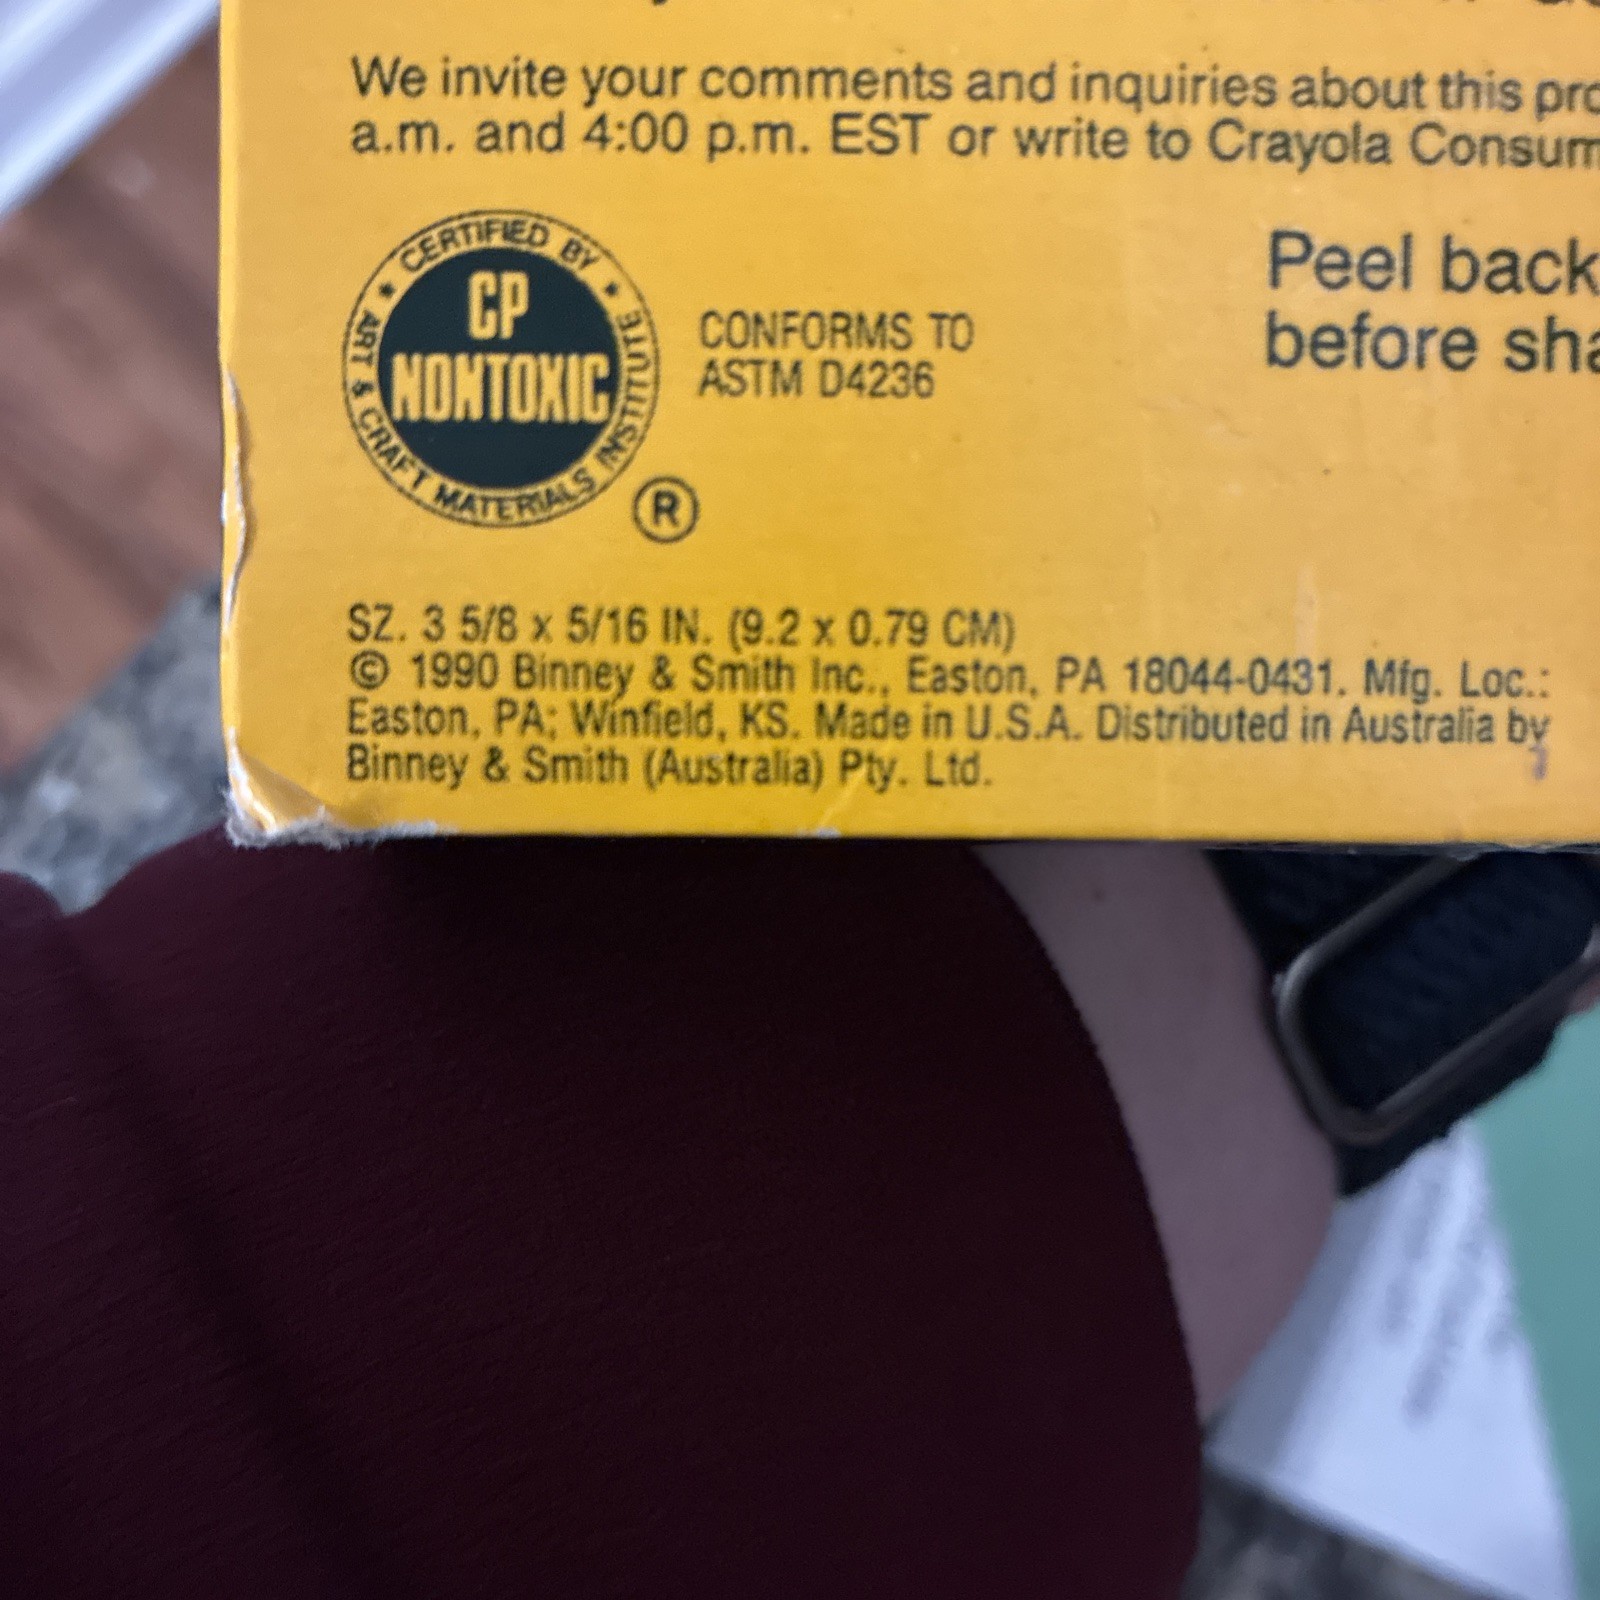 We invite your comments and inquiries about this pro
a.m. and 4:00 p.m. EST or write to Crayola Consum
CERTIFIED BY
ART & CRAFT MATERIALS INSTITUTE
CP
NONTOXIC
®
CONFORMS TO
ASTM D4236
Peel back
before sha
SZ. 3 5/8 x 5/16 IN. (9.2 x 0.79 CM)
© 1990 Binney & Smith Inc., Easton, PA 18044-0431. Mfg. Loc.:
Easton, PA; Winfield, KS. Made in U.S.A. Distributed in Australia by
Binney & Smith (Australia) Pty. Ltd.